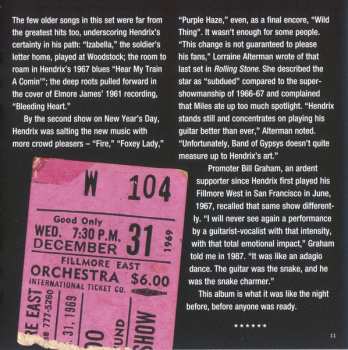 The few older songs in this set were far from
the greatest hits too, underscoring Hendrix's
certainty in his path: "Izabella," the soldier's
letter home, played at Woodstock; the room to
roam in Hendrix's 1967 blues "Hear My Train
A Comin'"; the deep roots pulled forward in
the cover of Elmore James' 1961 recording,
"Bleeding Heart."
By the second show on New Year's Day,
Hendrix was salting the new music with
more crowd pleasers – "Fire," "Foxey Lady,"
"Purple Haze," even, as a final encore, "Wild
Thing". It wasn't enough for some people.
"This change is not guaranteed to please
his fans," Lorraine Alterman wrote of that
last set in Rolling Stone. She described the
star as "subdued" compared to the super-
showmanship of 1966-67 and complained
that Miles ate up too much spotlight. "Hendrix
stands still and concentrates on playing his
guitar better than ever," Alterman noted.
"Unfortunately, Band of Gypsys doesn't quite
measure up to Hendrix's art."
Promoter Bill Graham, an ardent
supporter since Hendrix first played his
Fillmore West in San Francisco in June,
1967, recalled that same show different-
ly. "I will never see again a performance
by a guitarist-vocalist with that intensity,
with that total emotional impact," Graham
told me in 1987. "It was like an adagio
dance. The guitar was the snake, and he
was the snake charmer."
This album is what it was like the night
before, before anyone was ready.
******
W 104
Good Only
WED. 7:30 P.M.
DECEMBER 31
1969
FILLMORE EAST
ORCHESTRA $6.00
INTERNATIONAL TICKET CO.
RE EAST
8 777-5260
31, 1969
UND
SHOW
11